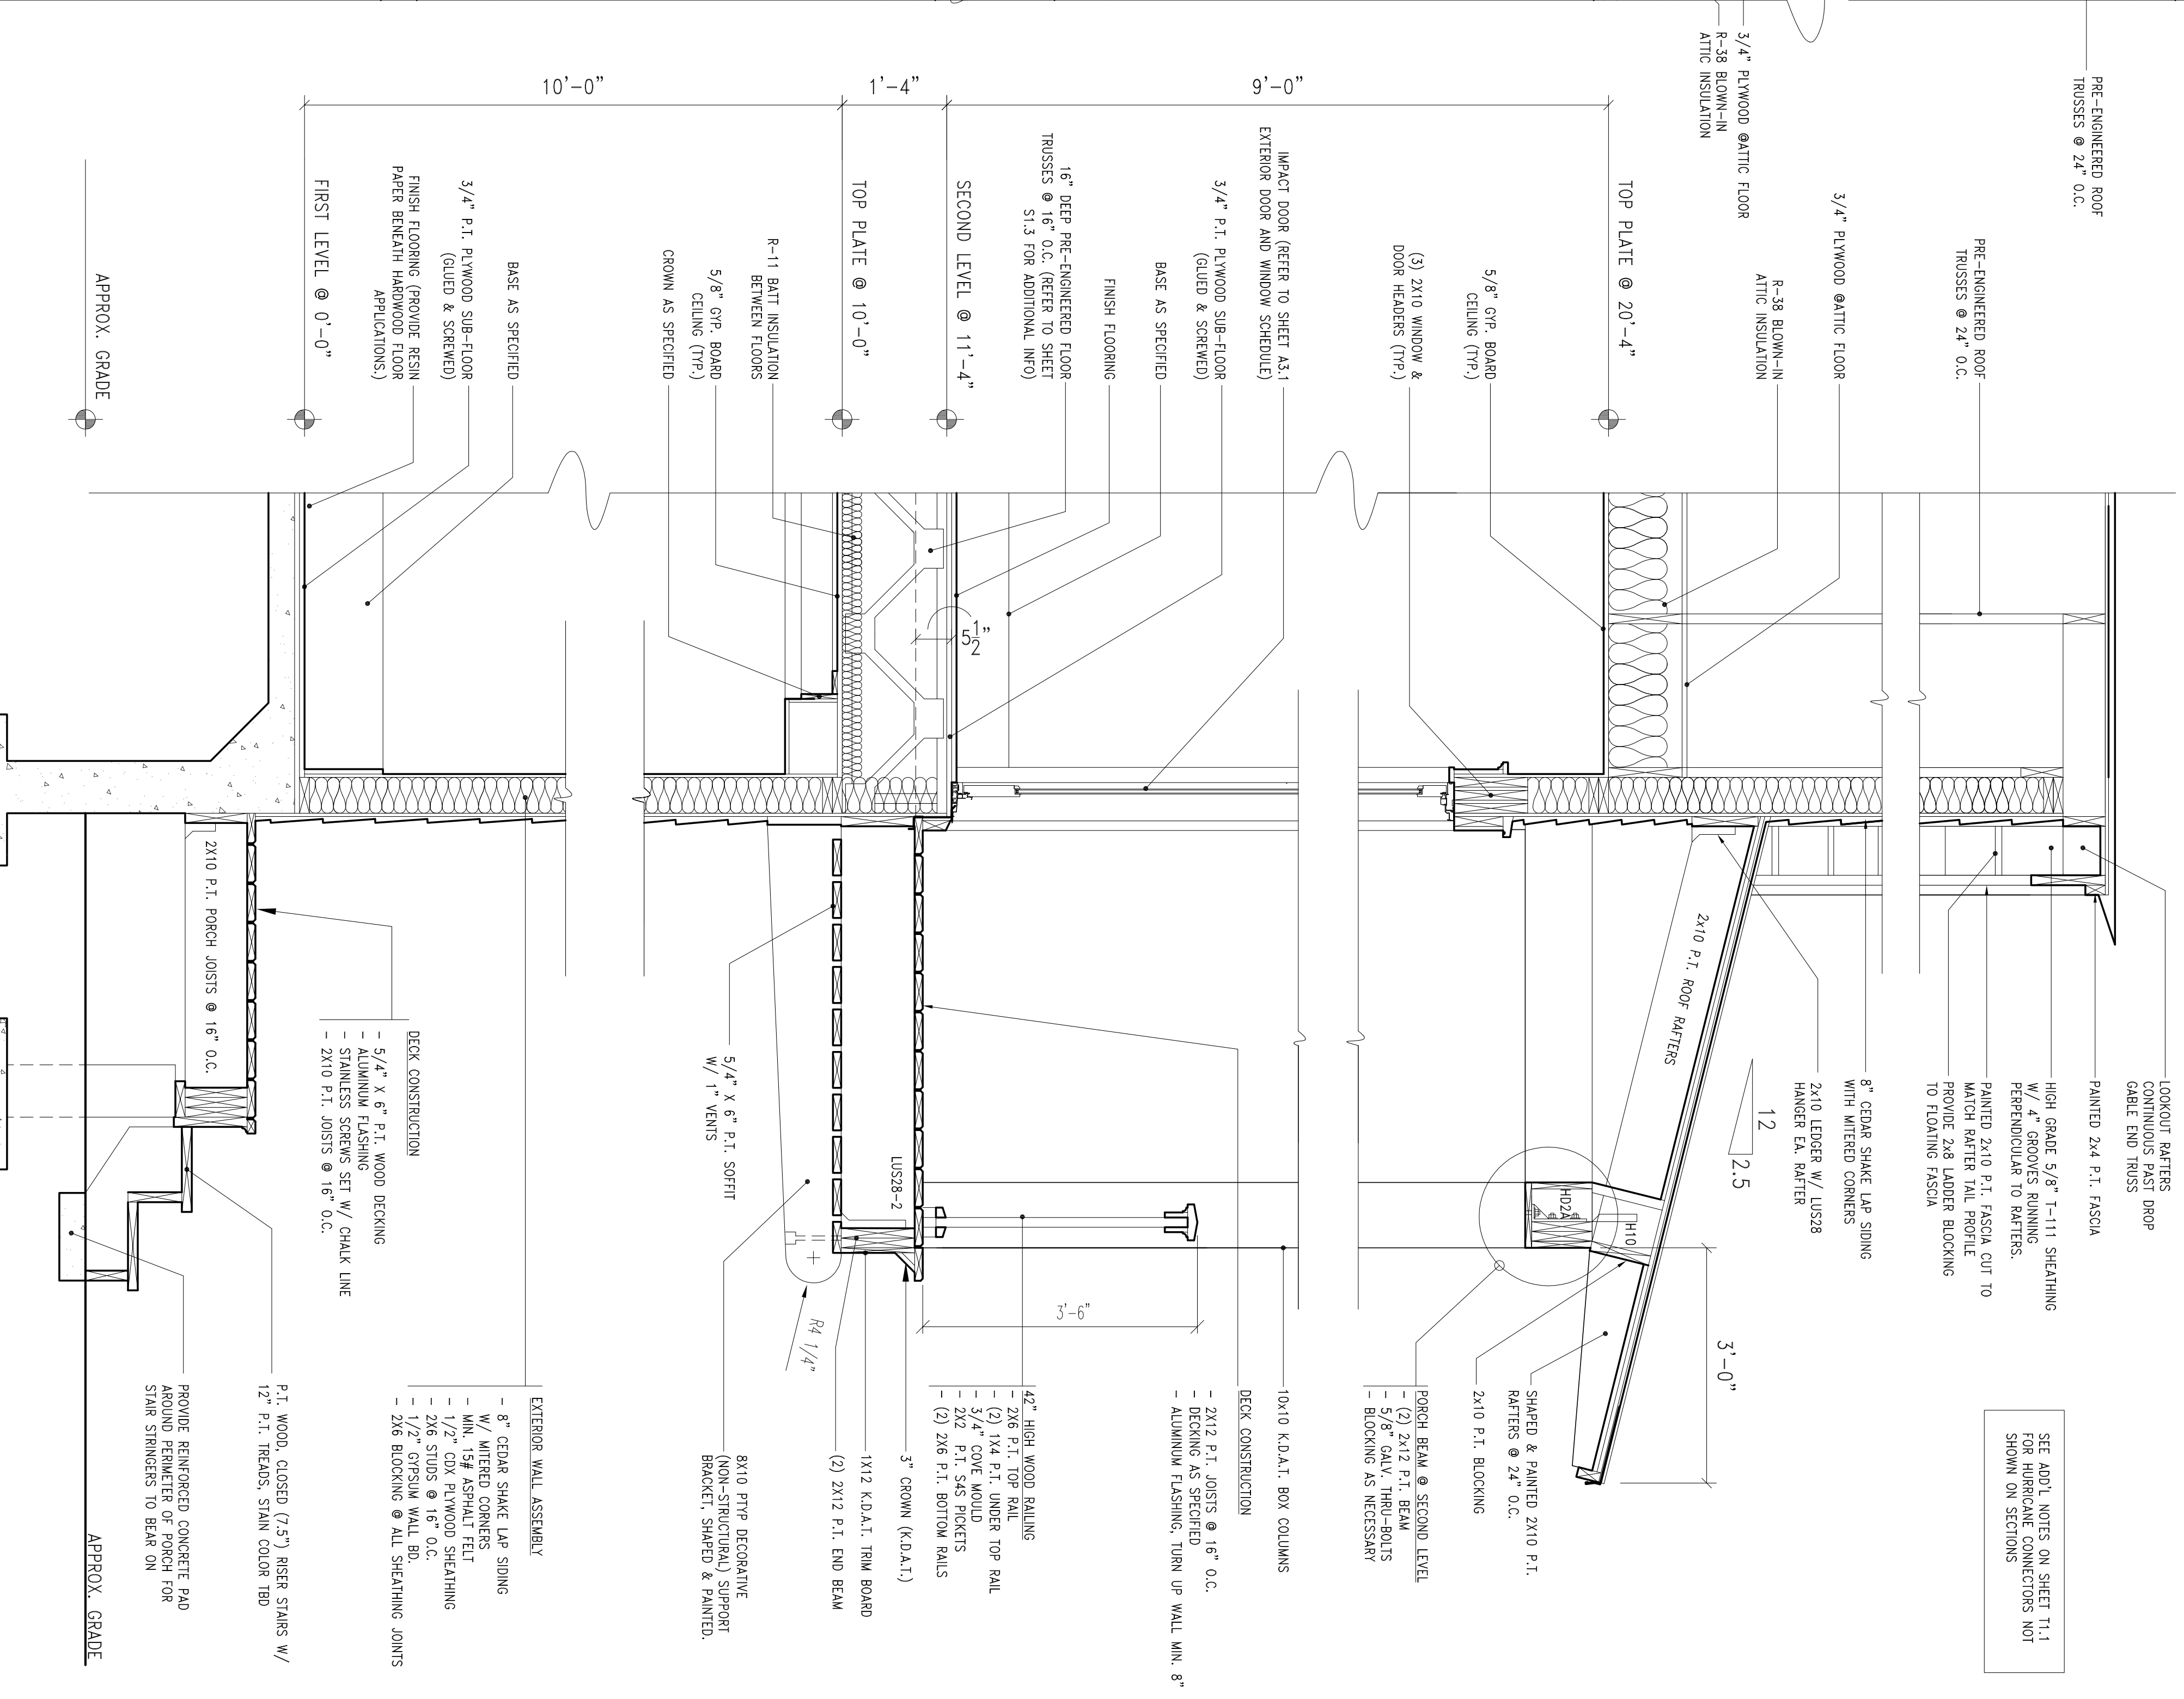 PRE-ENGINEERED ROOF
TRUSSES @ 24" O.C.
3/4" PLYWOOD @ATTIC FLOOR
R-38 BLOWN-IN
ATTIC INSULATION
10'-0"
1'-4"
9'-0"
PRE-ENGINEERED ROOF
TRUSSES @ 24" O.C.
3/4" PLYWOOD @ATTIC FLOOR
R-38 BLOWN-IN
ATTIC INSULATION
TOP PLATE @ 20'-4"
5/8" GYP. BOARD
CEILING (TYP.)
(3) 2X10 WINDOW &
DOOR HEADERS (TYP.)
IMPACT DOOR (REFER TO SHEET A3.1
EXTERIOR DOOR AND WINDOW SCHEDULE)
3/4" P.T. PLYWOOD SUB-FLOOR
(GLUED & SCREWED)
BASE AS SPECIFIED
FINISH FLOORING
16" DEEP PRE-ENGINEERED FLOOR
TRUSSES @ 16" O.C. (REFER TO SHEET
S1.3 FOR ADDITIONAL INFO)
SECOND LEVEL @ 11'-4"
TOP PLATE @ 10'-0"
R-11 BATT INSULATION
BETWEEN FLOORS
5/8" GYP. BOARD
CEILING (TYP.)
CROWN AS SPECIFIED
BASE AS SPECIFIED
3/4" P.T. PLYWOOD SUB-FLOOR
(GLUED & SCREWED)
FINISH FLOORING (PROVIDE RESIN
PAPER BENEATH HARDWOOD FLOOR
APPLICATIONS.)
FIRST LEVEL @ 0'-0"
APPROX. GRADE
5 1/2"
2x10 P.T. ROOF RAFTERS
HD2A
H10
LUS28-2
2X10 P.T. PORCH JOISTS @ 16" O.C.
LOOKOUT RAFTERS
CONTINUOUS PAST DROP
GABLE END TRUSS
PAINTED 2x4 P.T. FASCIA
HIGH GRADE 5/8" T-111 SHEATHING
W/ 4" GROOVES RUNNING
PERPENDICULAR TO RAFTERS.
PAINTED 2x10 P.T. FASCIA CUT TO
MATCH RAFTER TAIL PROFILE
PROVIDE 2x8 LADDER BLOCKING
TO FLOATING FASCIA
8" CEDAR SHAKE LAP SIDING
WITH MITERED CORNERS
2x10 LEDGER W/ LUS28
HANGER EA. RAFTER
12
2.5
3'-0"
3'-6"
R4 1/4"
5/4" X 6" P.T. SOFFIT
W/ 1" VENTS
DECK CONSTRUCTION
- 5/4" X 6" P.T. WOOD DECKING
- ALUMINUM FLASHING
- STAINLESS SCREWS SET W/ CHALK LINE
- 2X10 P.T. JOISTS @ 16" O.C.
SEE ADD'L NOTES ON SHEET T1.1
FOR HURRICANE CONNECTORS NOT
SHOWN ON SECTIONS
SHAPED & PAINTED 2X10 P.T.
RAFTERS @ 24" O.C.
2x10 P.T. BLOCKING
PORCH BEAM @ SECOND LEVEL
- (2) 2x12 P.T. BEAM
- 5/8" GALV. THRU-BOLTS
- BLOCKING AS NECESSARY
10x10 K.D.A.T. BOX COLUMNS
DECK CONSTRUCTION
- 2X12 P.T. JOISTS @ 16" O.C.
- DECKING AS SPECIFIED
- ALUMINUM FLASHING, TURN UP WALL MIN. 8"
42" HIGH WOOD RAILING
- 2X6 P.T. TOP RAIL
- (2) 1X4 P.T. UNDER TOP RAIL
- 3/4" COVE MOULD
- 2X2 P.T. S4S PICKETS
- (2) 2X6 P.T. BOTTOM RAILS
3" CROWN (K.D.A.T.)
1X12 K.D.A.T. TRIM BOARD
(2) 2X12 P.T. END BEAM
8X10 PTYP DECORATIVE
(NON-STRUCTURAL) SUPPORT
BRACKET, SHAPED & PAINTED.
EXTERIOR WALL ASSEMBLY
- 8" CEDAR SHAKE LAP SIDING
W/ MITERED CORNERS
- MIN. 15# ASPHALT FELT
- 1/2" CDX PLYWOOD SHEATHING
- 2X6 STUDS @ 16" O.C.
- 1/2" GYPSUM WALL BD.
- 2X6 BLOCKING @ ALL SHEATHING JOINTS
P.T. WOOD, CLOSED (7.5") RISER STAIRS W/
12" P.T. TREADS, STAIN COLOR TBD
PROVIDE REINFORCED CONCRETE PAD
AROUND PERIMETER OF PORCH FOR
STAIR STRINGERS TO BEAR ON
APPROX. GRADE